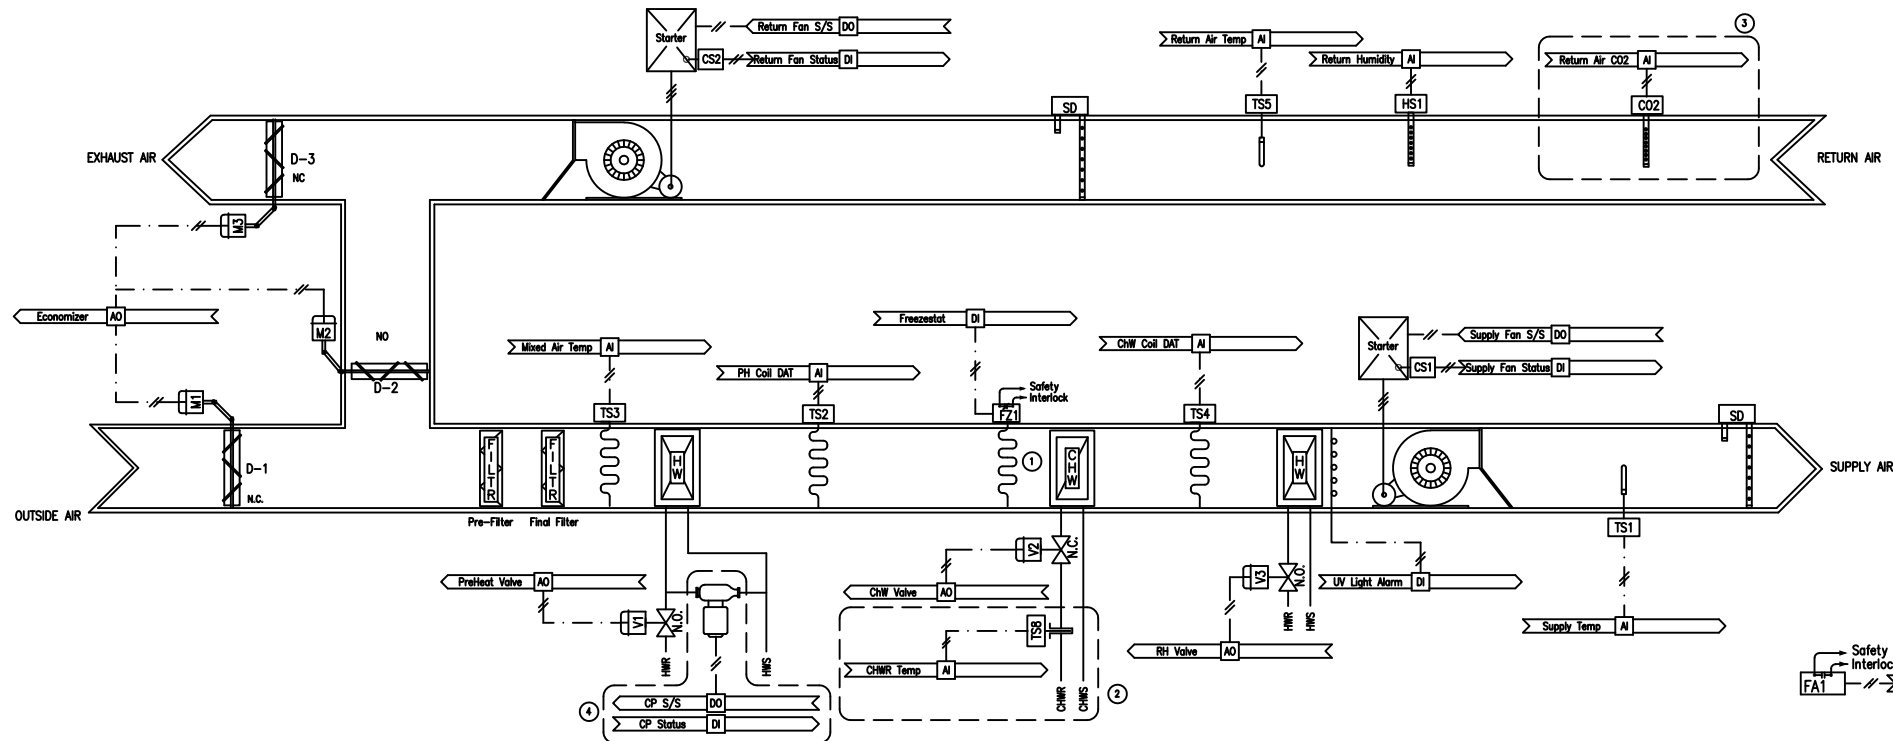 Return Fan S/S DO
Starter
CS2
Return Fan Status DI
Return Air Temp AI
Return Humidity AI
3
Return Air CO2 AI
SD
TS5
HS1
CO2
EXHAUST AIR
D-3
NC
RETURN AIR
M3
Economizer AO
M2
NO
D-2
M1
Mixed Air Temp AI
PH Coil DAT AI
Freezestat DI
Safety
Interlock
ChW Coil DAT AI
Starter
Supply Fan S/S DO
CS1
Supply Fan Status DI
TS3
TS2
FZ1
TS4
SD
D-1
N.C.
FILTR
FILTR
HW
1
CHW
HW
SUPPLY AIR
OUTSIDE AIR
Pre-Filter
Final Filter
TS1
PreHeat Valve AO
V1
N.O.
HWR
HWS
ChW Valve AO
V2
N.C.
TS8
CHWR Temp AI
CHWR
CHWS
2
V3
N.O.
HWR
HWS
UV Light Alarm DI
RH Valve AO
Supply Temp AI
4
CP S/S DO
CP Status DI
Safety
Interloc
FA1